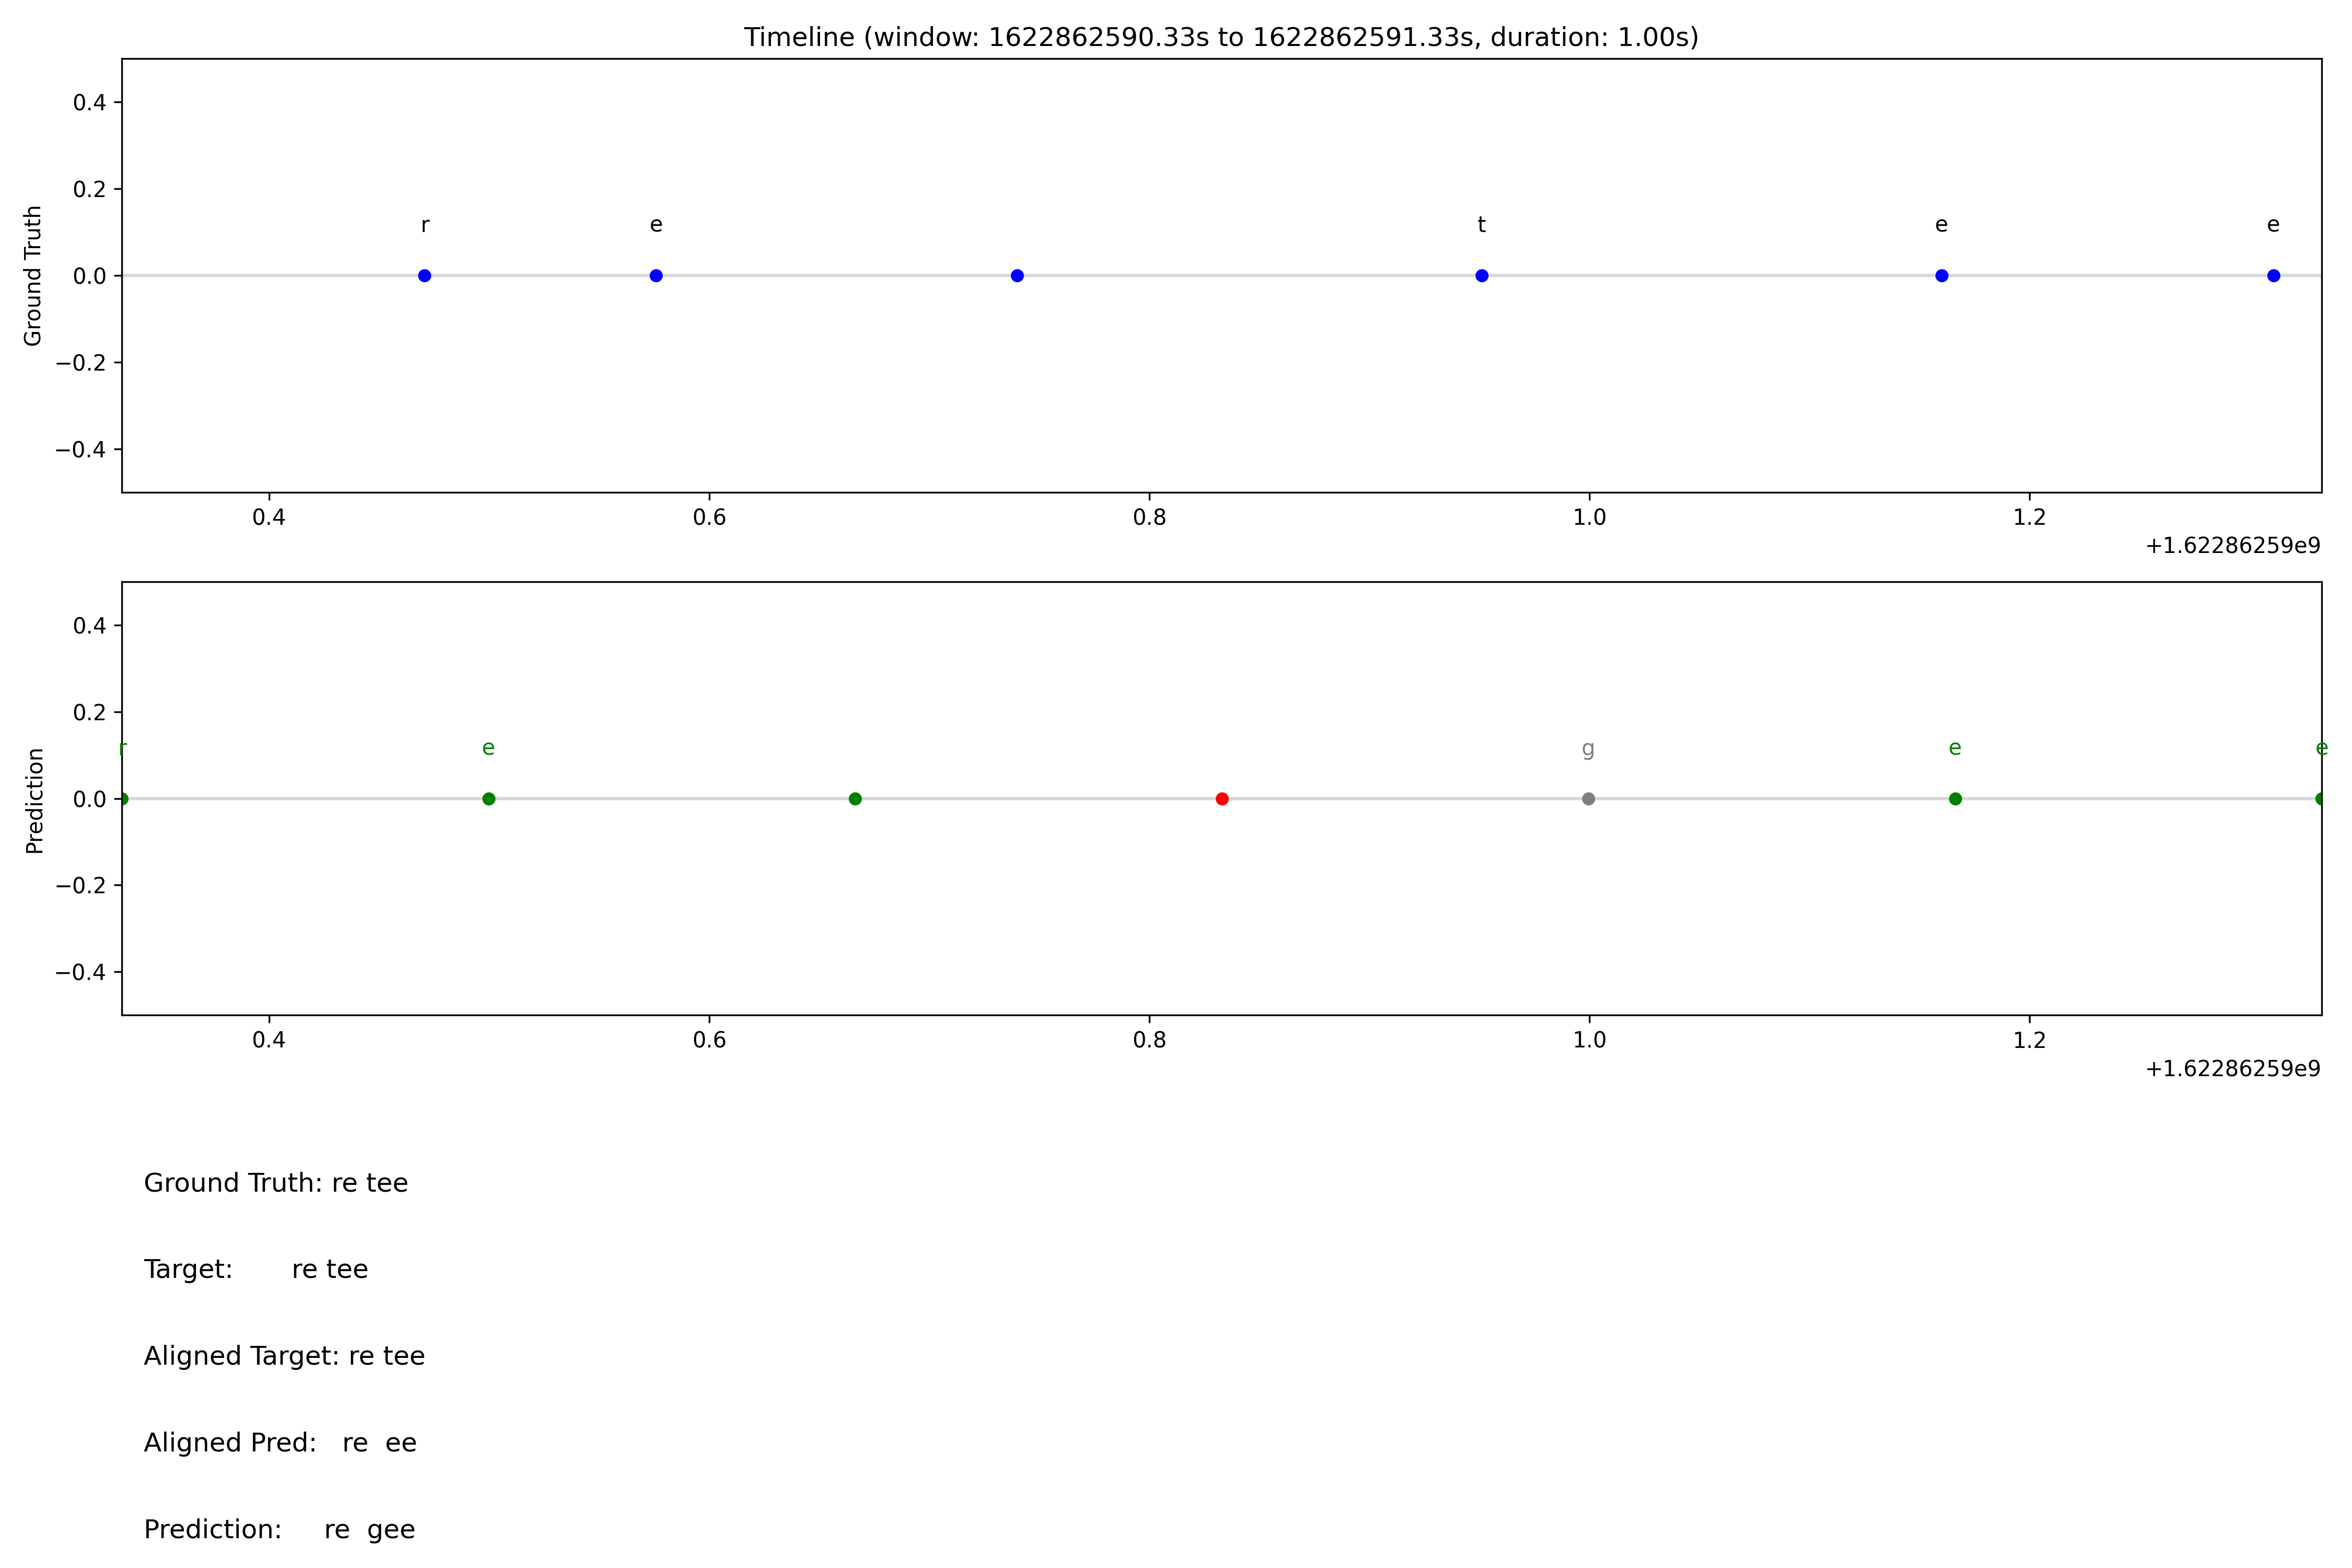 Timeline (window: 1622862590.33s to 1622862591.33s, duration: 1.00s)
Ground Truth
0.4
0.2
0.0
−0.2
−0.4
r e t e e
0.4 0.6 0.8 1.0 1.2
+1.62286259e9
Prediction
0.4
0.2
0.0
−0.2
−0.4
r e g e e
0.4 0.6 0.8 1.0 1.2
+1.62286259e9
Ground Truth: re tee
Target:       re tee
Aligned Target: re tee
Aligned Pred:   re  ee
Prediction:     re  gee